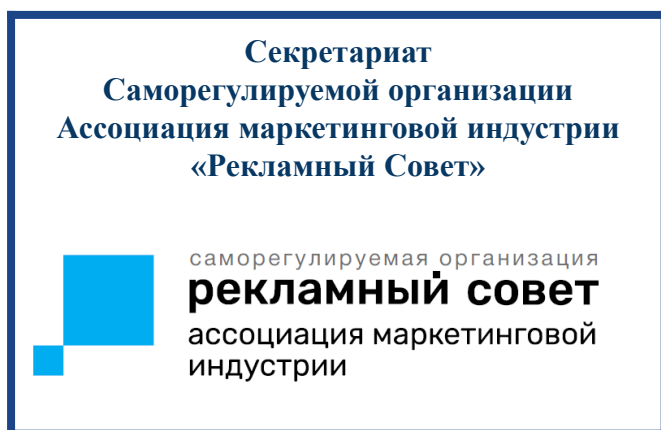 Секретариат
Саморегулируемой организации
Ассоциация маркетинговой индустрии
«Рекламный Совет»
саморегулируемая организация
рекламный совет
ассоциация маркетинговой
индустрии